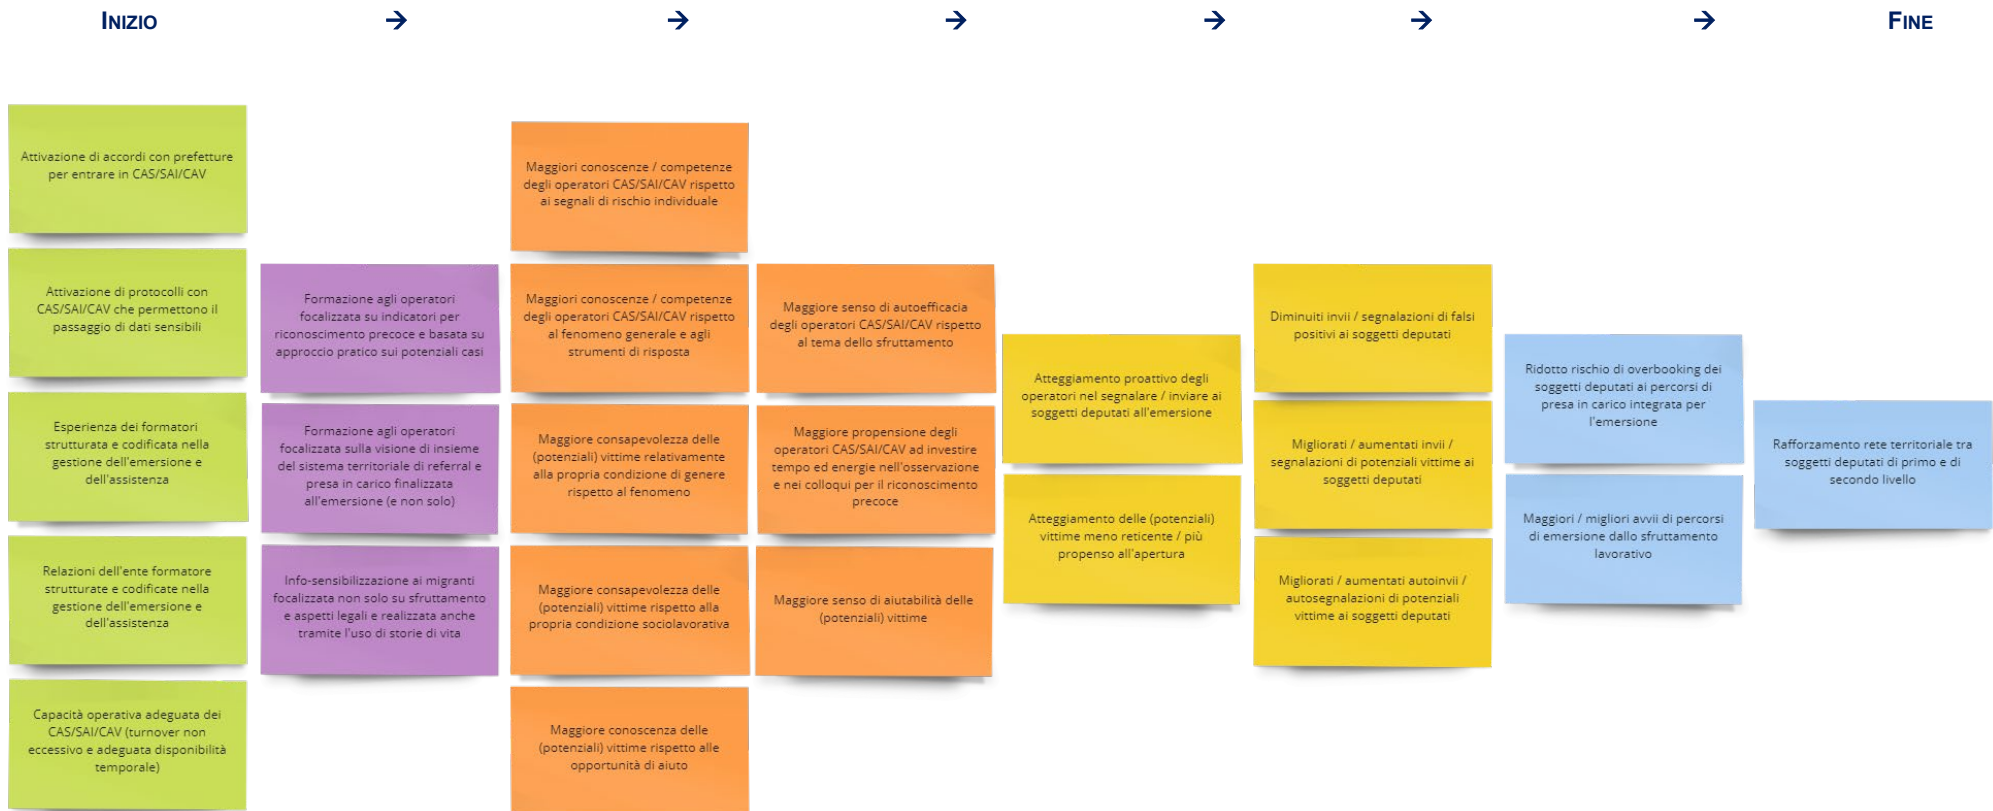 INIZIO → → → → → → FINE
Attivazione di accordi con prefetture
per entrare in CAS/SAI/CAV
Attivazione di protocolli con
CAS/SAI/CAV che permettono il
passaggio di dati sensibili
Esperienza dei formatori
strutturata e codificata nella
gestione dell'emersione e
dell'assistenza
Relazioni dell'ente formatore
strutturate e codificate nella
gestione dell'emersione e
dell'assistenza
Capacità operativa adeguata dei
CAS/SAI/CAV (turnover non
eccessivo e adeguata disponibilità
temporale)
Formazione agli operatori
focalizzata su indicatori per
riconoscimento precoce e basata su
approccio pratico sui potenziali casi
Formazione agli operatori
focalizzata sulla visione di insieme
del sistema territoriale di referral e
presa in carico finalizzata
all'emersione (e non solo)
Info-sensibilizzazione ai migranti
focalizzata non solo su sfruttamento
e aspetti legali e realizzata anche
tramite l'uso di storie di vita
Maggiori conoscenze / competenze
degli operatori CAS/SAI/CAV rispetto
ai segnali di rischio individuale
Maggiori conoscenze / competenze
degli operatori CAS/SAI/CAV rispetto
al fenomeno generale e agli
strumenti di risposta
Maggiore consapevolezza delle
(potenziali) vittime relativamente
alla propria condizione di genere
rispetto al fenomeno
Maggiore consapevolezza delle
(potenziali) vittime rispetto alla
propria condizione sociolavorativa
Maggiore conoscenza delle
(potenziali) vittime rispetto alle
opportunità di aiuto
Maggiore senso di autoefficacia
degli operatori CAS/SAI/CAV rispetto
al tema dello sfruttamento
Maggiore propensione degli
operatori CAS/SAI/CAV ad investire
tempo ed energie nell'osservazione
e nei colloqui per il riconoscimento
precoce
Maggiore senso di aiutabilità delle
(potenziali) vittime
Atteggiamento proattivo degli
operatori nel segnalare / inviare ai
soggetti deputati all'emersione
Atteggiamento delle (potenziali)
vittime meno reticente / più
propenso all'apertura
Diminuiti invii / segnalazioni di falsi
positivi ai soggetti deputati
Migliorati / aumentati invii /
segnalazioni di potenziali vittime ai
soggetti deputati
Migliorati / aumentati autoinvii /
autosegnalazioni di potenziali
vittime ai soggetti deputati
Ridotto rischio di overbooking dei
soggetti deputati ai percorsi di
presa in carico integrata per
l'emersione
Maggiori / migliori avvii di percorsi
di emersione dallo sfruttamento
lavorativo
Rafforzamento rete territoriale tra
soggetti deputati di primo e di
secondo livello